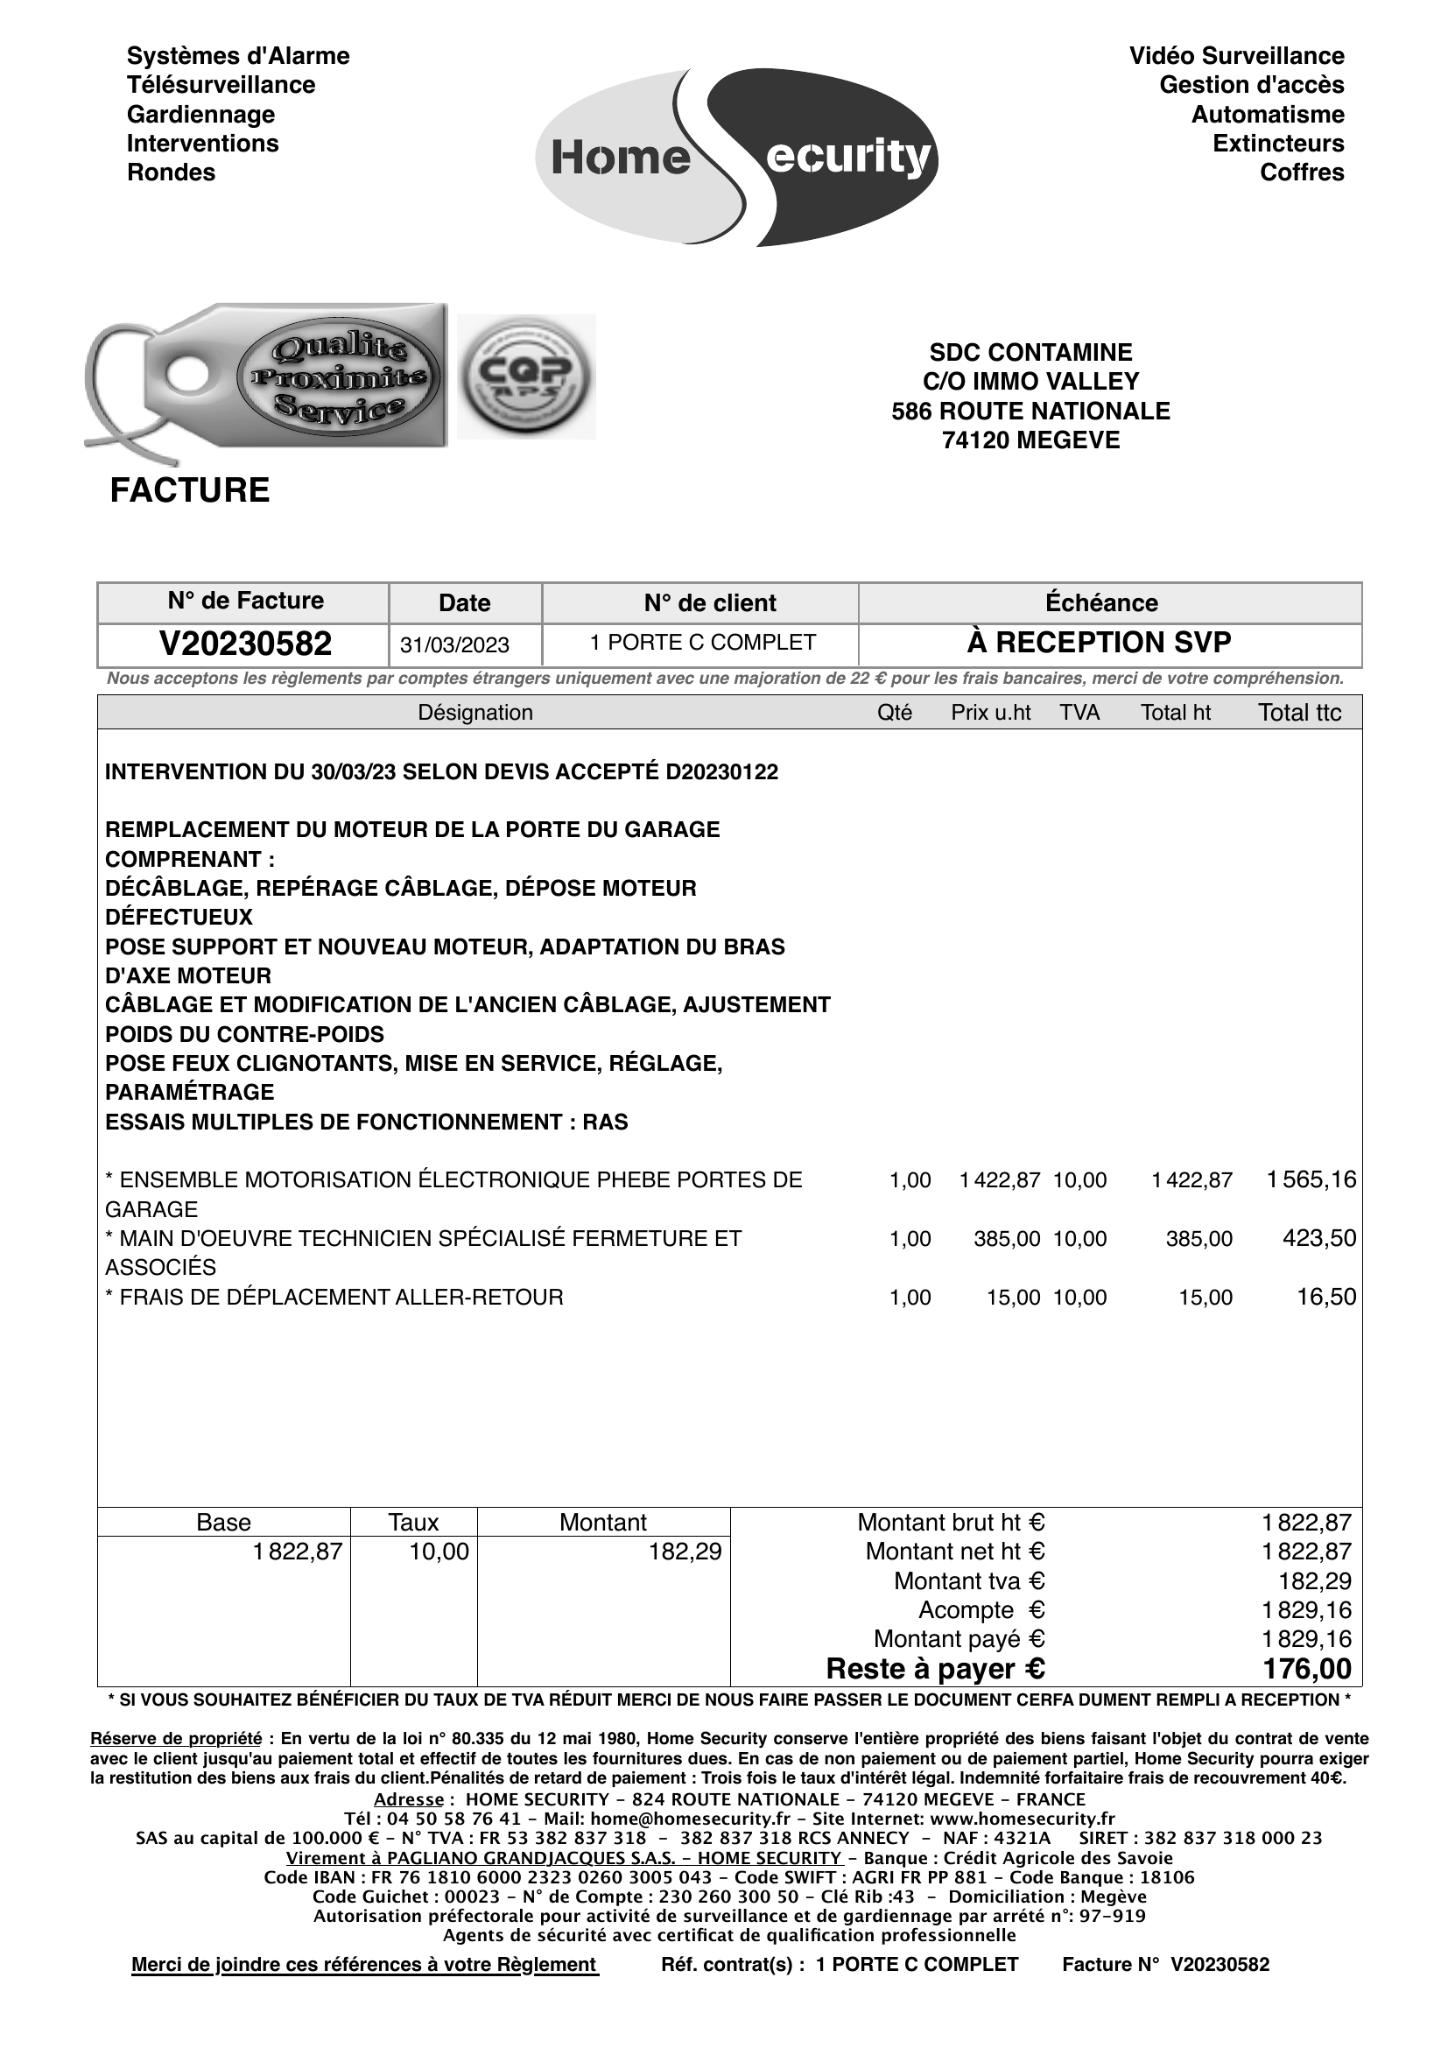 Systèmes d'Alarme
Télésurveillance
Gardiennage
Interventions
Rondes
Home Security
Vidéo Surveillance
Gestion d'accès
Automatisme
Extincteurs
Coffres
Qualité
Proximité
Service
CQP
APS
SDC CONTAMINE
C/O IMMO VALLEY
586 ROUTE NATIONALE
74120 MEGEVE
FACTURE
N° de Facture Date N° de client Échéance
V20230582 31/03/2023 1 PORTE C COMPLET À RECEPTION SVP
Nous acceptons les règlements par comptes étrangers uniquement avec une majoration de 22 € pour les frais bancaires, merci de votre compréhension.
Désignation Qté Prix u.ht TVA Total ht Total ttc
INTERVENTION DU 30/03/23 SELON DEVIS ACCEPTÉ D20230122
REMPLACEMENT DU MOTEUR DE LA PORTE DU GARAGE
COMPRENANT :
DÉCÂBLAGE, REPÉRAGE CÂBLAGE, DÉPOSE MOTEUR
DÉFECTUEUX
POSE SUPPORT ET NOUVEAU MOTEUR, ADAPTATION DU BRAS
D'AXE MOTEUR
CÂBLAGE ET MODIFICATION DE L'ANCIEN CÂBLAGE, AJUSTEMENT
POIDS DU CONTRE-POIDS
POSE FEUX CLIGNOTANTS, MISE EN SERVICE, RÉGLAGE,
PARAMÉTRAGE
ESSAIS MULTIPLES DE FONCTIONNEMENT : RAS
* ENSEMBLE MOTORISATION ÉLECTRONIQUE PHEBE PORTES DE 1,00 1 422,87 10,00 1 422,87 1 565,16
GARAGE
* MAIN D'OEUVRE TECHNICIEN SPÉCIALISÉ FERMETURE ET 1,00 385,00 10,00 385,00 423,50
ASSOCIÉS
* FRAIS DE DÉPLACEMENT ALLER-RETOUR 1,00 15,00 10,00 15,00 16,50
Base Taux Montant Montant brut ht € 1 822,87
1 822,87 10,00 182,29 Montant net ht € 1 822,87
Montant tva € 182,29
Acompte € 1 829,16
Montant payé € 1 829,16
Reste à payer € 176,00
* SI VOUS SOUHAITEZ BÉNÉFICIER DU TAUX DE TVA RÉDUIT MERCI DE NOUS FAIRE PASSER LE DOCUMENT CERFA DUMENT REMPLI A RECEPTION *
Réserve de propriété : En vertu de la loi n° 80.335 du 12 mai 1980, Home Security conserve l'entière propriété des biens faisant l'objet du contrat de vente
avec le client jusqu'au paiement total et effectif de toutes les fournitures dues. En cas de non paiement ou de paiement partiel, Home Security pourra exiger
la restitution des biens aux frais du client.Pénalités de retard de paiement : Trois fois le taux d'intérêt légal. Indemnité forfaitaire frais de recouvrement 40€.
Adresse : HOME SECURITY – 824 ROUTE NATIONALE – 74120 MEGEVE – FRANCE
Tél : 04 50 58 76 41 – Mail: home@homesecurity.fr – Site Internet: www.homesecurity.fr
SAS au capital de 100.000 € – N° TVA : FR 53 382 837 318 – 382 837 318 RCS ANNECY – NAF : 4321A SIRET : 382 837 318 000 23
Virement à PAGLIANO GRANDJACQUES S.A.S. – HOME SECURITY – Banque : Crédit Agricole des Savoie
Code IBAN : FR 76 1810 6000 2323 0260 3005 043 – Code SWIFT : AGRI FR PP 881 – Code Banque : 18106
Code Guichet : 00023 – N° de Compte : 230 260 300 50 – Clé Rib :43 – Domiciliation : Megève
Autorisation préfectorale pour activité de surveillance et de gardiennage par arrété n°: 97–919
Agents de sécurité avec certificat de qualification professionnelle
Merci de joindre ces références à votre Règlement Réf. contrat(s) : 1 PORTE C COMPLET Facture N° V20230582